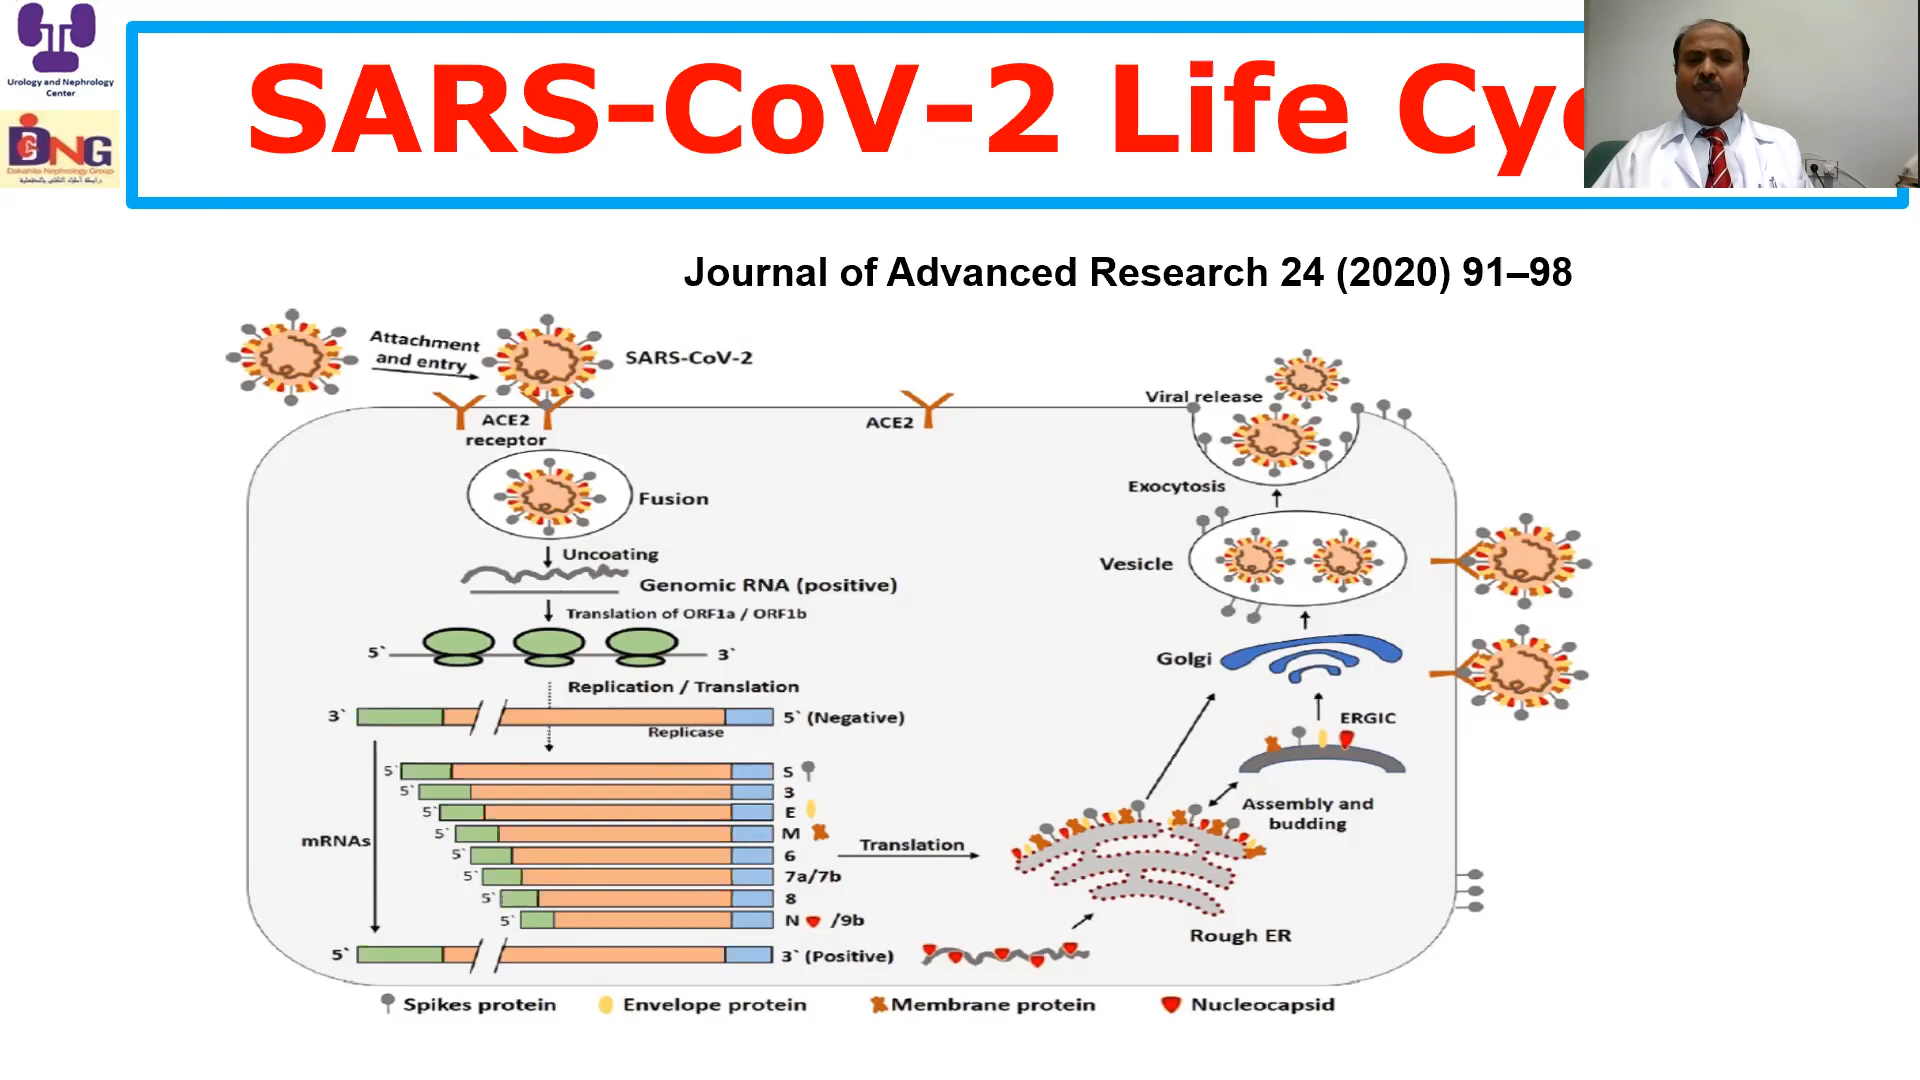 Urology and Nephrology
Center
DNG
Dakahlia Nephrology Group
SARS-CoV-2 Life Cyc
Journal of Advanced Research 24 (2020) 91–98
Attachment
and entry
SARS-CoV-2
ACE2
receptor
ACE2
Viral release
Fusion
Exocytosis
Uncoating
Genomic RNA (positive)
Vesicle
Translation of ORF1a / ORF1b
5` 3`
Golgi
Replication / Translation
3` 5` (Negative)
Replicase
ERGIC
5` S
5` 3
5` E
5` M
5` 6
5` 7a/7b
5` 8
5` N /9b
mRNAs
Translation
Assembly and
budding
Rough ER
5` 3` (Positive)
Spikes protein Envelope protein Membrane protein Nucleocapsid